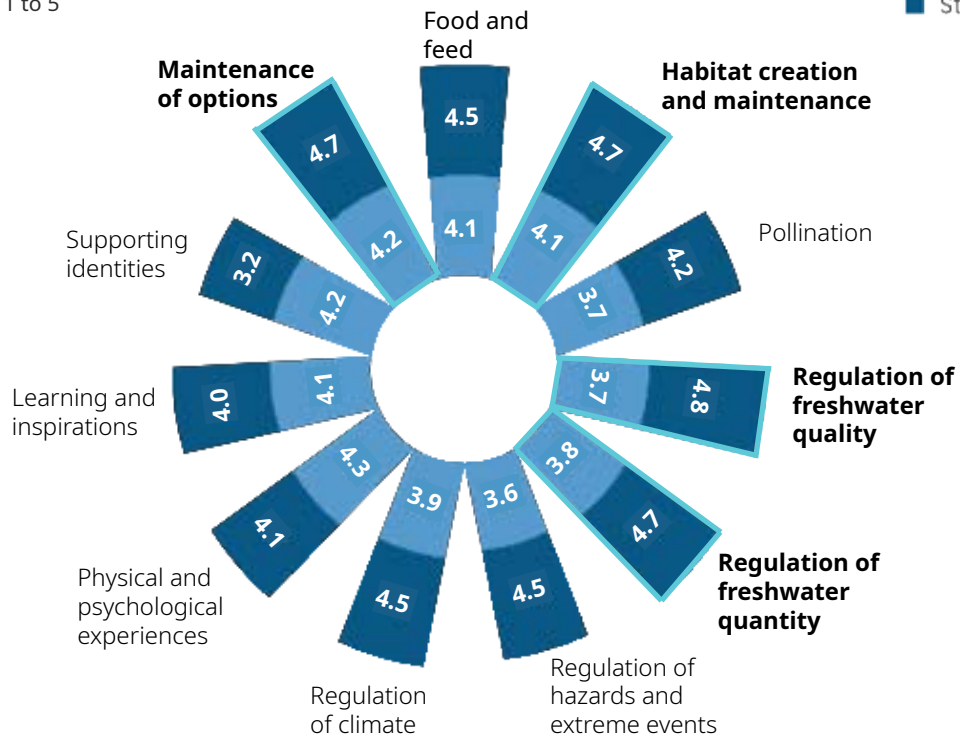 1 to 5
Food and
feed
4.5
4.1
Habitat creation
and maintenance
4.7
4.1
Pollination
4.2
3.7
Regulation of
freshwater
quality
4.8
3.7
Regulation of
freshwater
quantity
4.7
3.8
Regulation of
hazards and
extreme events
4.5
3.6
Regulation
of climate
4.5
3.9
Physical and
psychological
experiences
4.1
4.3
Learning and
inspirations
4.0
4.1
Supporting
identities
3.2
4.2
Maintenance
of options
4.7
4.2